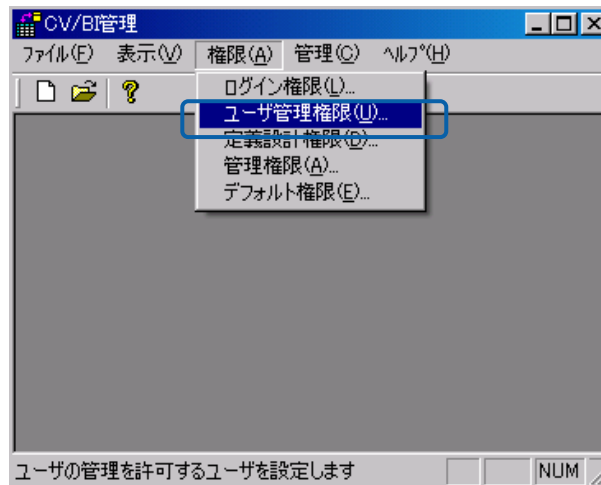 CV/BI管理
ファイル(F) 表示(V) 権限(A) 管理(C) ヘルプ(H)
ログイン権限(L)...
ユーザ管理権限(U)...
定義設計権限(D)...
管理権限(A)...
デフォルト権限(E)...
ユーザの管理を許可するユーザを設定します
NUM